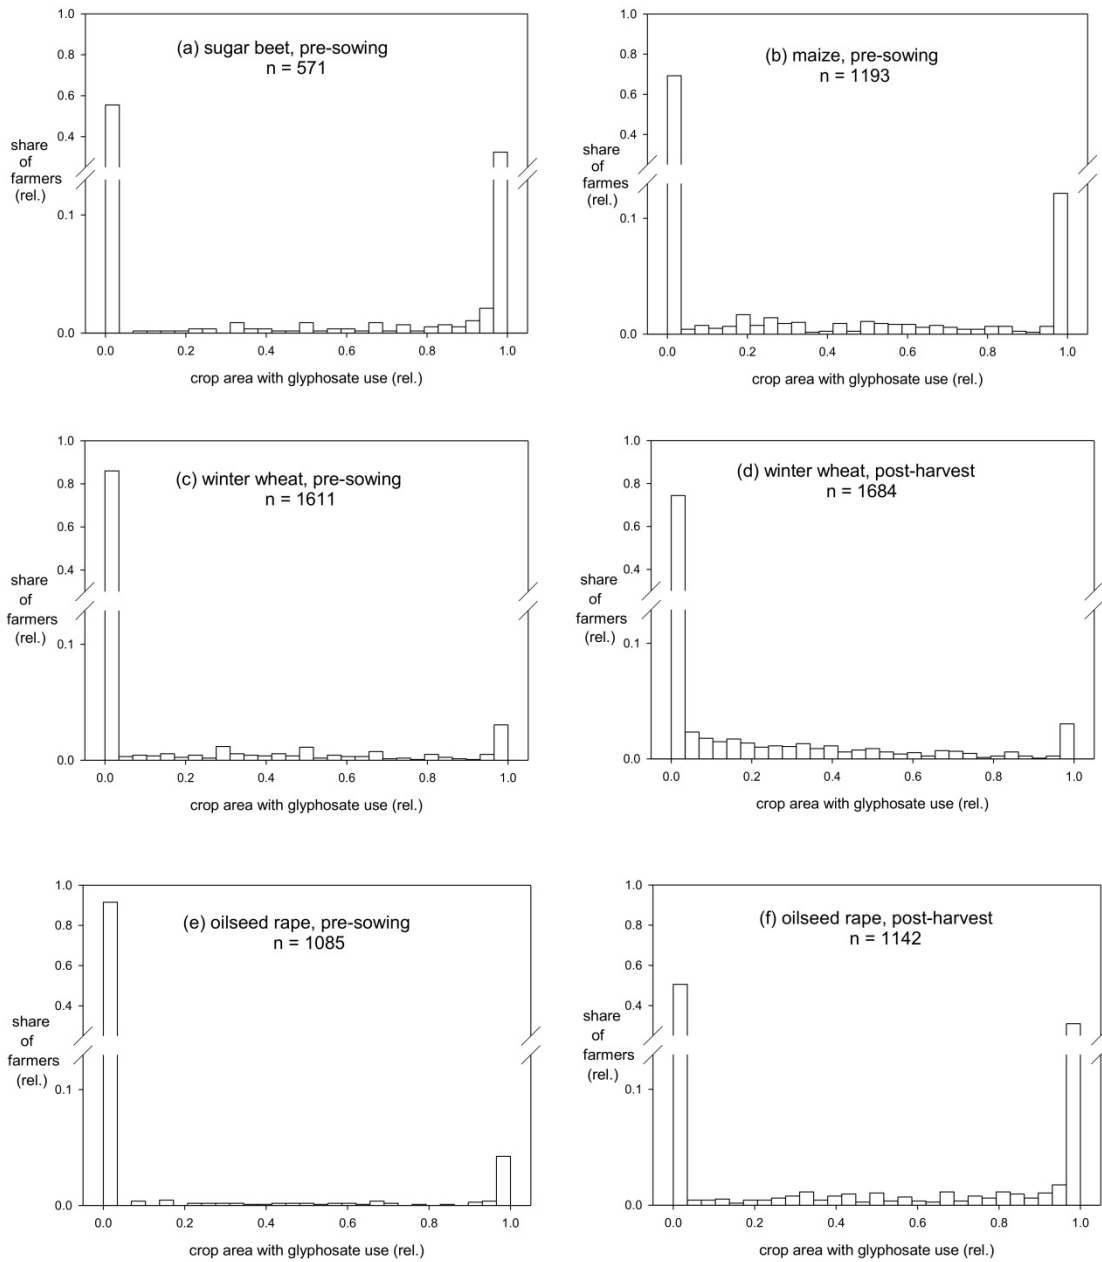 (a) sugar beet, pre-sowing
n = 571
1.0
0.8
0.6
0.4
0.1
0.0
share
of
farmers
(rel.)
0.0 0.2 0.4 0.6 0.8 1.0
crop area with glyphosate use (rel.)
(b) maize, pre-sowing
n = 1193
1.0
0.8
0.6
0.4
0.1
0.0
share
of
farmes
(rel.)
0.0 0.2 0.4 0.6 0.8 1.0
crop area with glyphosate use (rel.)
(c) winter wheat, pre-sowing
n = 1611
1.0
0.8
0.6
0.4
0.1
0.0
share
of
farmers
(rel.)
0.0 0.2 0.4 0.6 0.8 1.0
crop area with glyphosate use (rel.)
(d) winter wheat, post-harvest
n = 1684
1.0
0.8
0.6
0.4
0.1
0.0
share
of
farmers
(rel.)
0.0 0.2 0.4 0.6 0.8 1.0
crop area with glyphosate use (rel.)
(e) oilseed rape, pre-sowing
n = 1085
1.0
0.8
0.6
0.4
0.1
0.0
share
of
farmers
(rel.)
0.0 0.2 0.4 0.6 0.8 1.0
crop area with glyphosate use (rel.)
(f) oilseed rape, post-harvest
n = 1142
1.0
0.8
0.6
0.4
0.1
0.0
share
of
farmers
(rel.)
0.0 0.2 0.4 0.6 0.8 1.0
crop area with glyphosate use (rel.)